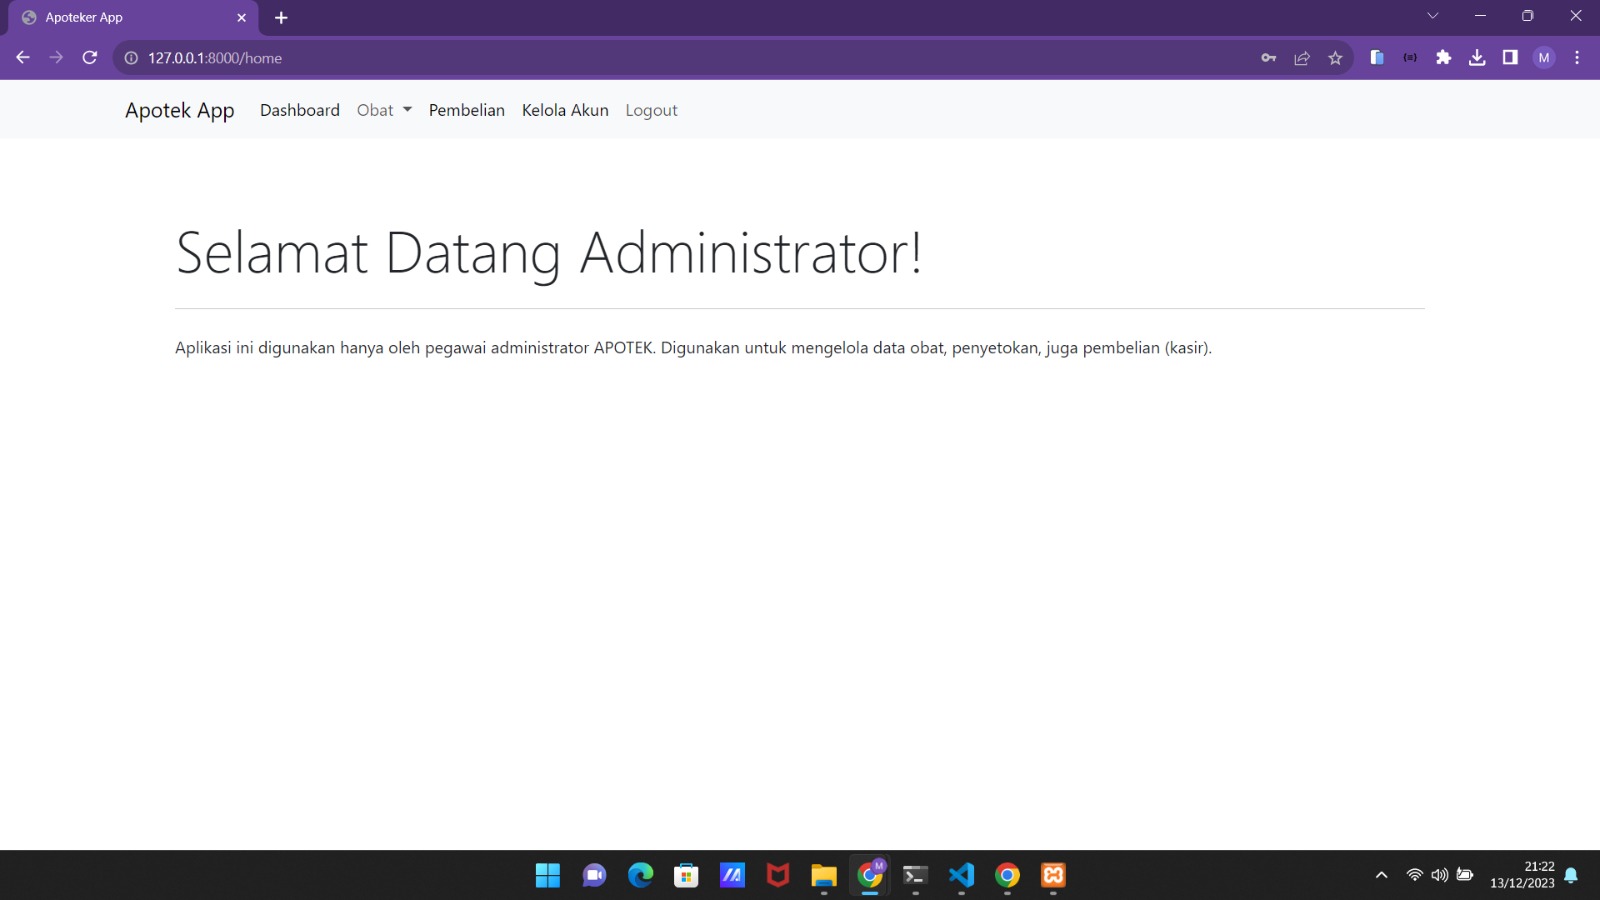 Apoteker App
127.0.0.1:8000/home
M
Apotek App Dashboard Obat Pembelian Kelola Akun Logout
Selamat Datang Administrator!
Aplikasi ini digunakan hanya oleh pegawai administrator APOTEK. Digunakan untuk mengelola data obat, penyetokan, juga pembelian (kasir).
M
21:22
13/12/2023